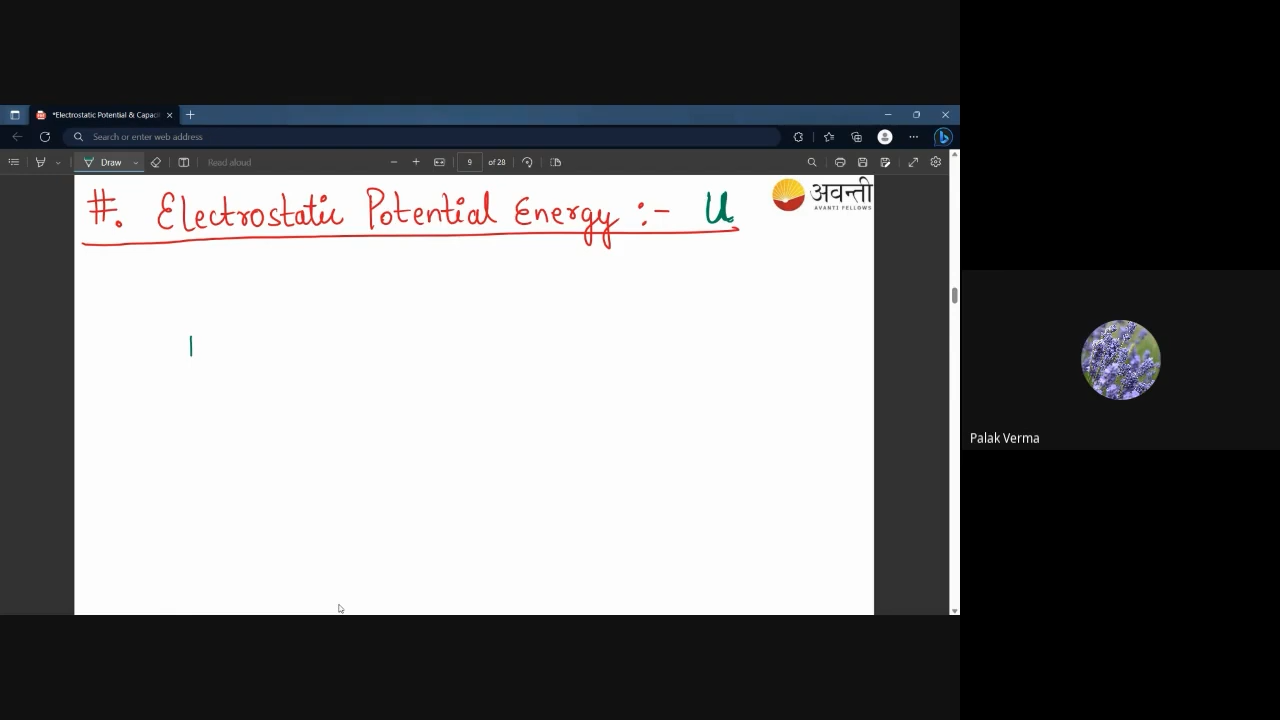 *Electrostatic Potential & Capaci
Search or enter web address
Draw
Read aloud
9 of 28
#. Electrostatic Potential Energy :- U
अवन्ती
AVANTI FELLOWS
Palak Verma